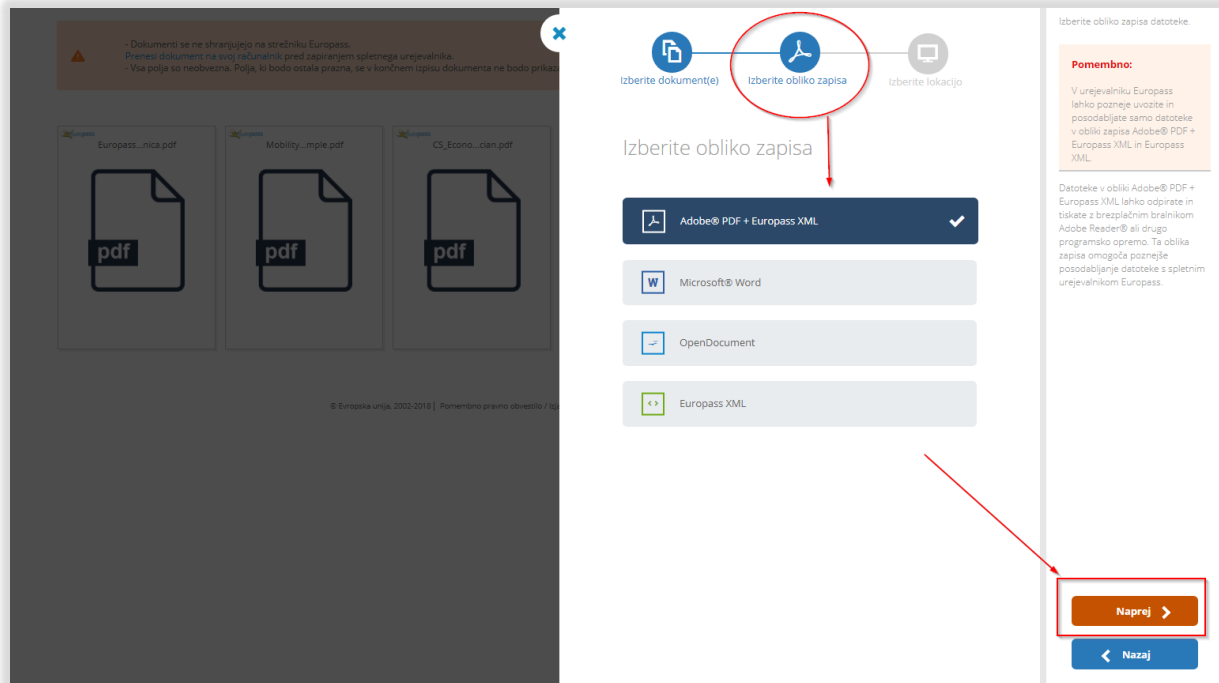 - Dokumenti se ne shranjujejo na strežniku Europass.
Prenesi dokument na svoj računalnik pred zapiranjem spletnega urejevalnika.
- Vsa polja so neobvezna. Polja, ki bodo ostala prazna, se v končnem izpisu dokumenta ne bodo prikaza
europass
Europass...nica.pdf
pdf
europass
Mobility...mple.pdf
pdf
europass
CS_Econo...cian.pdf
pdf
© Evropska unija, 2002-2018 | Pomembno pravno obvestilo / Izja
Izberite dokument(e)
Izberite obliko zapisa
Izberite lokacijo
Izberite obliko zapisa
Adobe® PDF + Europass XML
W
Microsoft® Word
OpenDocument
Europass XML
Izberite obliko zapisa datoteke.
Pomembno:
V urejevalniku Europass
lahko pozneje uvozite in
posodabljate samo datoteke
v obliki zapisa Adobe® PDF +
Europass XML in Europass
XML.
Datoteke v obliki Adobe® PDF +
Europass XML lahko odpirate in
tiskate z brezplačnim bralnikom
Adobe Reader® ali drugo
programsko opremo. Ta oblika
zapisa omogoča poznejše
posodabljanje datoteke s spletnim
urejevalnikom Europass.
Naprej
Nazaj